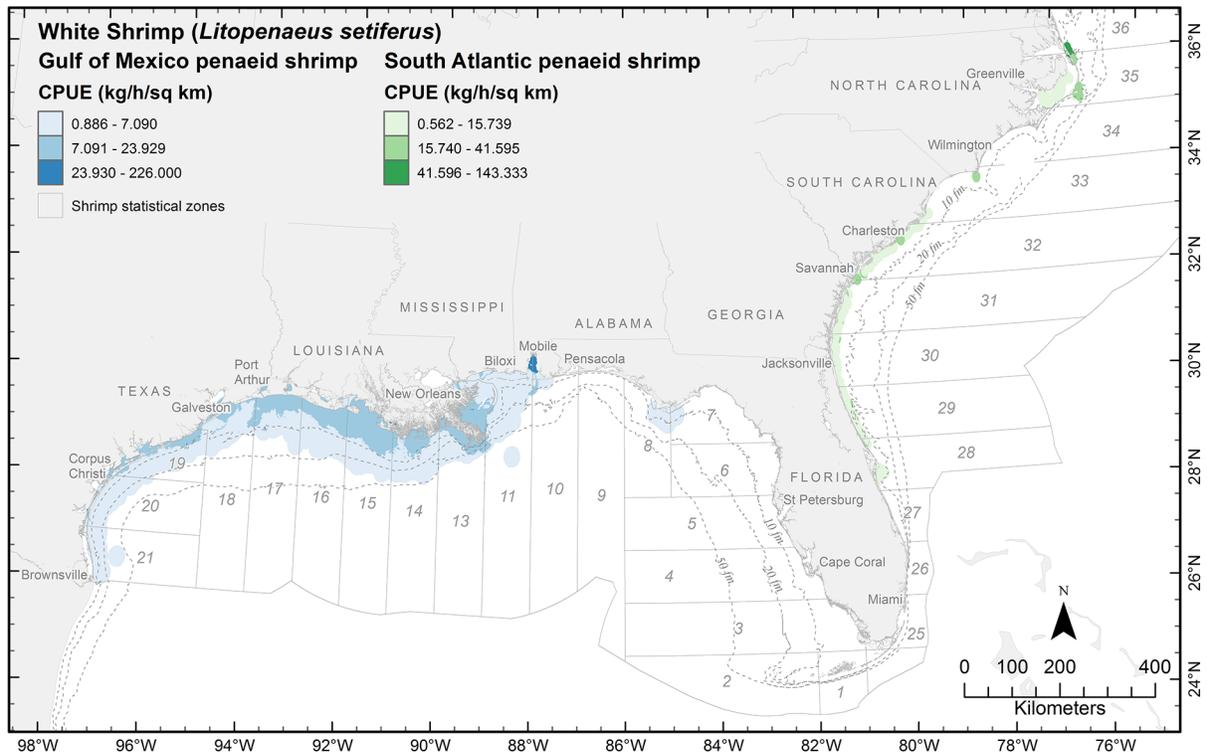 White Shrimp (Litopenaeus setiferus)
Gulf of Mexico penaeid shrimp
CPUE (kg/h/sq km)
0.886 - 7.090
7.091 - 23.929
23.930 - 226.000
Shrimp statistical zones
South Atlantic penaeid shrimp
CPUE (kg/h/sq km)
0.562 - 15.739
15.740 - 41.595
41.596 - 143.333
36
36°N
Greenville
35
NORTH CAROLINA
34
34°N
Wilmington
SOUTH CAROLINA
33
10 fm.
Charleston
32
32°N
20 fm.
Savannah
50 fm.
31
MISSISSIPPI
GEORGIA
ALABAMA
LOUISIANA
Mobile
30
30°N
Port
Arthur
Biloxi
Pensacola
Jacksonville
TEXAS
New Orleans
Galveston
29
7
8
28
28°N
Corpus
Christi
19
6
FLORIDA
St Petersburg
20
18
17
16
15
14
13
11
10
9
27
5
10 fm.
21
Brownsville
4
50 fm.
20 fm.
Cape Coral
26
26°N
Miami
N
3
25
0 100 200 400
Kilometers
2
1
24°N
98°W 96°W 94°W 92°W 90°W 88°W 86°W 84°W 82°W 80°W 78°W 76°W